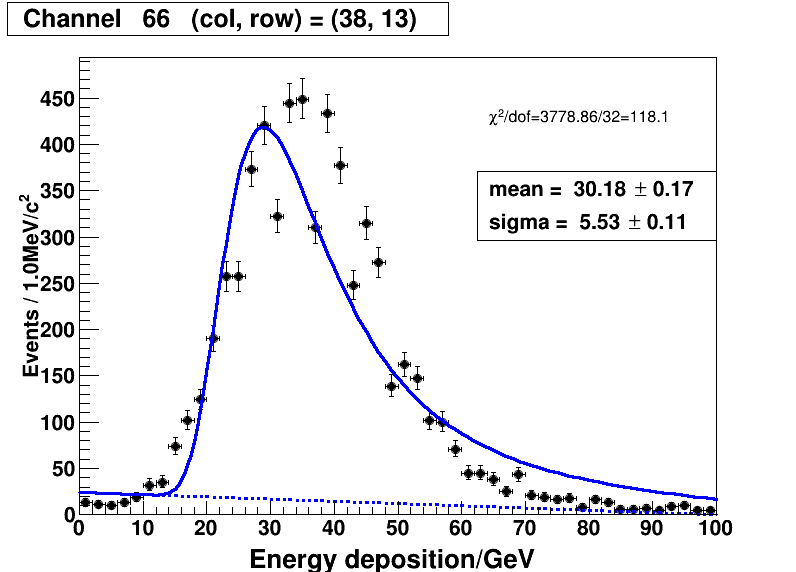 Channel 66 (col, row) = (38, 13)
χ²/dof=3778.86/32=118.1
mean = 30.18 ± 0.17
sigma = 5.53 ± 0.11
Events / 1.0MeV/c²
450
400
350
300
250
200
150
100
50
0
0 10 20 30 40 50 60 70 80 90 100
Energy deposition/GeV